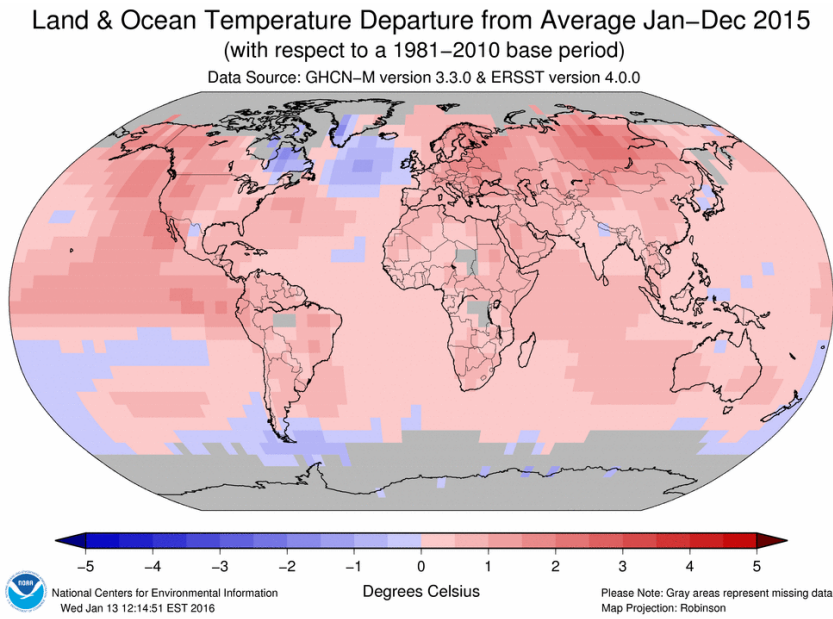 Land & Ocean Temperature Departure from Average Jan–Dec 2015
(with respect to a 1981–2010 base period)
Data Source: GHCN–M version 3.3.0 & ERSST version 4.0.0
−5 −4 −3 −2 −1 0 1 2 3 4 5
NOAA
National Centers for Environmental Information
Wed Jan 13 12:14:51 EST 2016
Degrees Celsius
Please Note: Gray areas represent missing data
Map Projection: Robinson